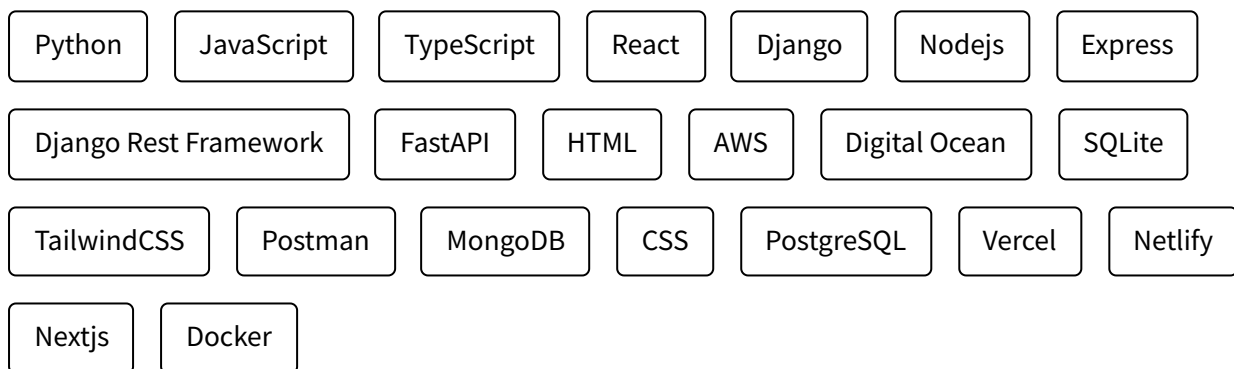 Python JavaScript TypeScript React Django Nodejs Express
Django Rest Framework FastAPI HTML AWS Digital Ocean SQLite
TailwindCSS Postman MongoDB CSS PostgreSQL Vercel Netlify
Nextjs Docker